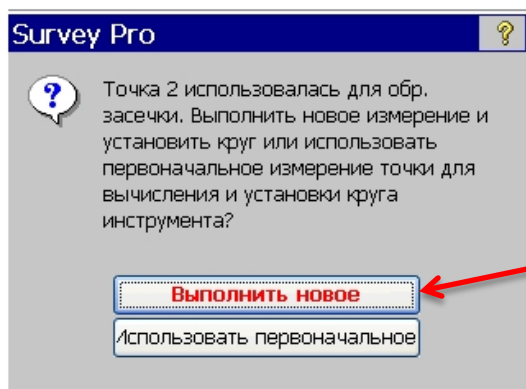 Survey Pro
Точка 2 использовалась для обр.
засечки. Выполнить новое измерение и
установить круг или использовать
первоначальное измерение точки для
вычисления и установки круга
инструмента?
Выполнить новое
Использовать первоначальное